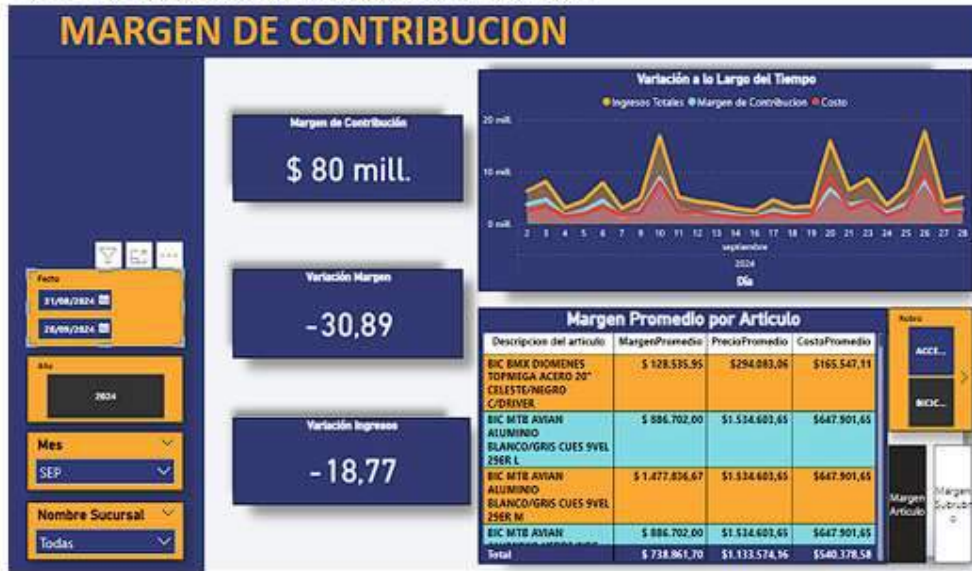 MARGEN DE CONTRIBUCION
Margen de Contribución
$ 80 mill.
Variación Margen
-30,89
Variación Ingresos
-18,77
Fecha
31/08/2024
28/09/2024
Año
2024
Mes
SEP
Nombre Sucursal
Todas
Variación a lo Largo del Tiempo
Ingresos Totales Margen de Contribucion Costo
20 mill.
10 mill.
0 mill.
2 3 4 5 6 7 8 9 10 11 12 13 14 15 16 17 18 19 20 21 22 23 24 25 26 27 28
septiembre
2024
Día
Margen Promedio por Articulo
Descripcion del articulo MargenPromedio PrecioPromedio CostoPromedio
BIC BMX DIOMENES $ 128.535,95 $294.083,06 $165.547,11
TOPMEGA ACERO 20"
CELESTE/NEGRO
C/DRIVER
BIC MTB AVIAN $ 886.702,00 $1.534.603,65 $647.901,65
ALUMINIO
BLANCO/GRIS CUES 9VEL
29ER L
BIC MTB AVIAN $ 1.477.836,67 $1.534.603,65 $647.901,65
ALUMINIO
BLANCO/GRIS CUES 9VEL
29ER M
BIC MTB AVIAN $ 886.702,00 $1.534.603,65 $647.901,65
Total $ 738.861,70 $1.133.574,16 $540.378,58
Rubro
ACCE...
BICIC...
Margen
Articulo
Margen
Subrubr
o